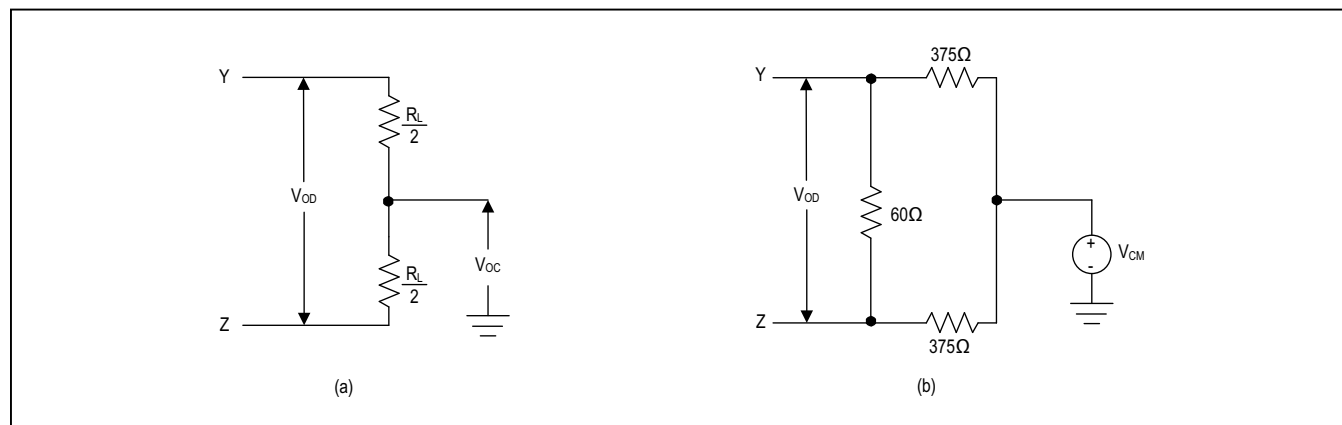 Y
R_L
2
V_OD
R_L
2
V_OC
Z
(a)
375Ω
Y
V_OD
60Ω
+
-
V_CM
Z
375Ω
(b)